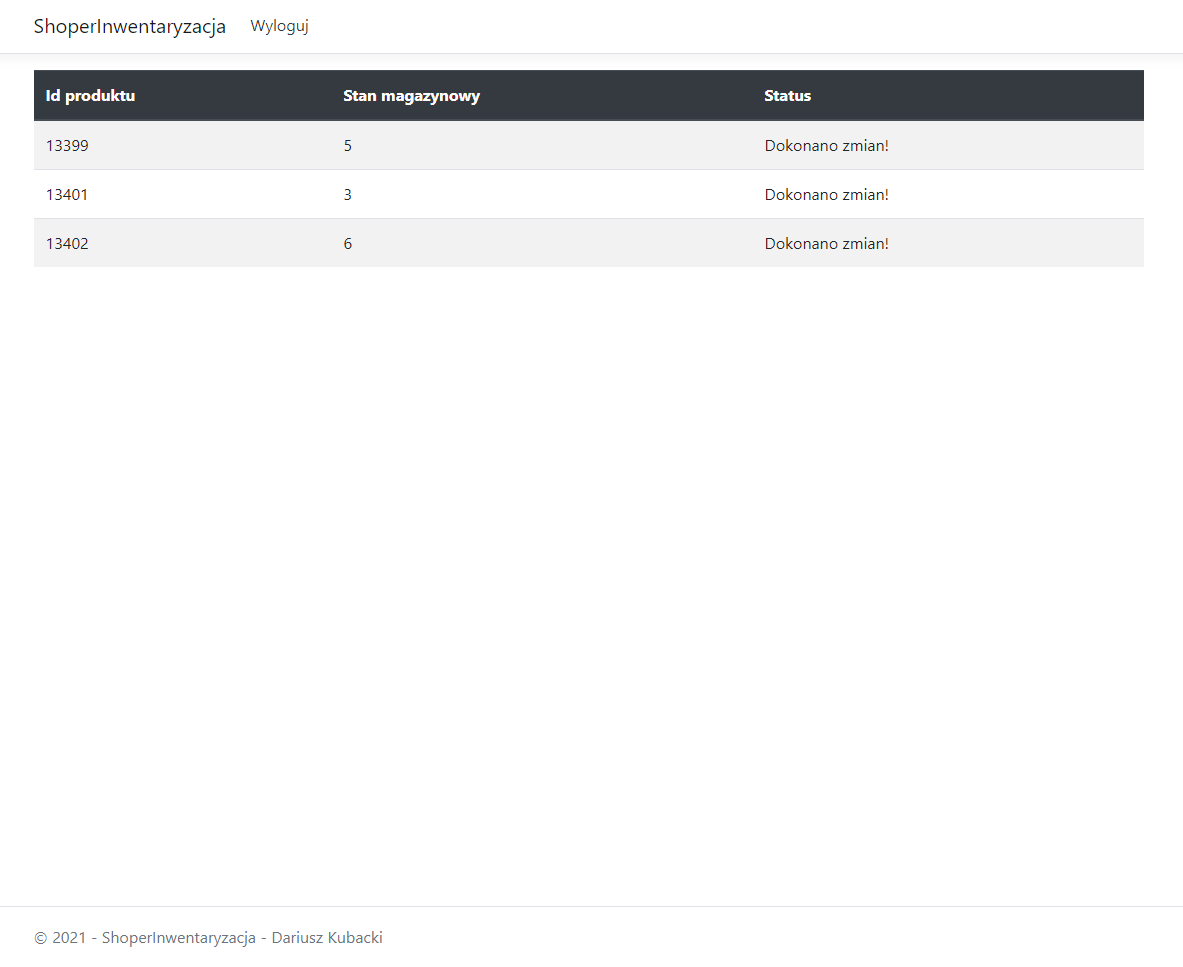 ShoperInwentaryzacja Wyloguj
Id produktu Stan magazynowy Status
13399 5 Dokonano zmian!
13401 3 Dokonano zmian!
13402 6 Dokonano zmian!
© 2021 - ShoperInwentaryzacja - Dariusz Kubacki